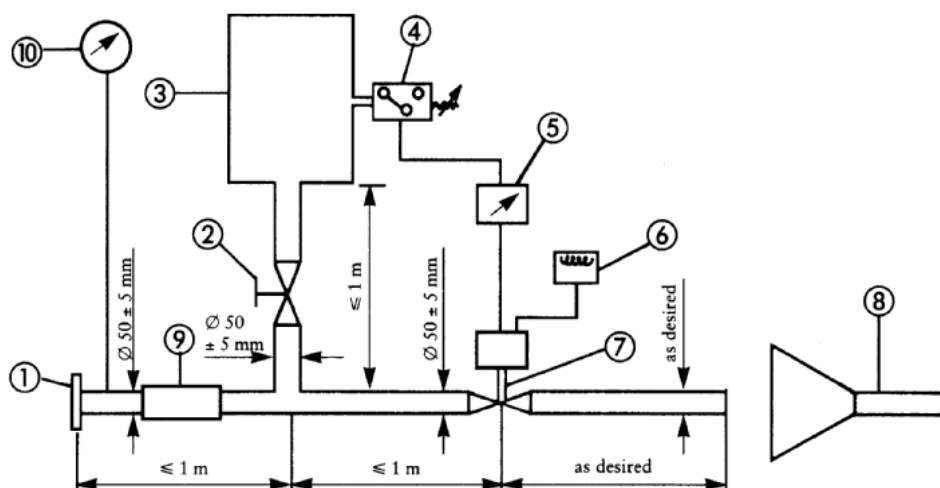 ⑩
④
③
⑤
②
⑥
Ø 50 ± 5 mm
Ø 50
± 5 mm
⩽ 1 m
Ø 50 ± 5 mm
as desired
⑨
⑦
⑧
①
⩽ 1 m
⩽ 1 m
as desired